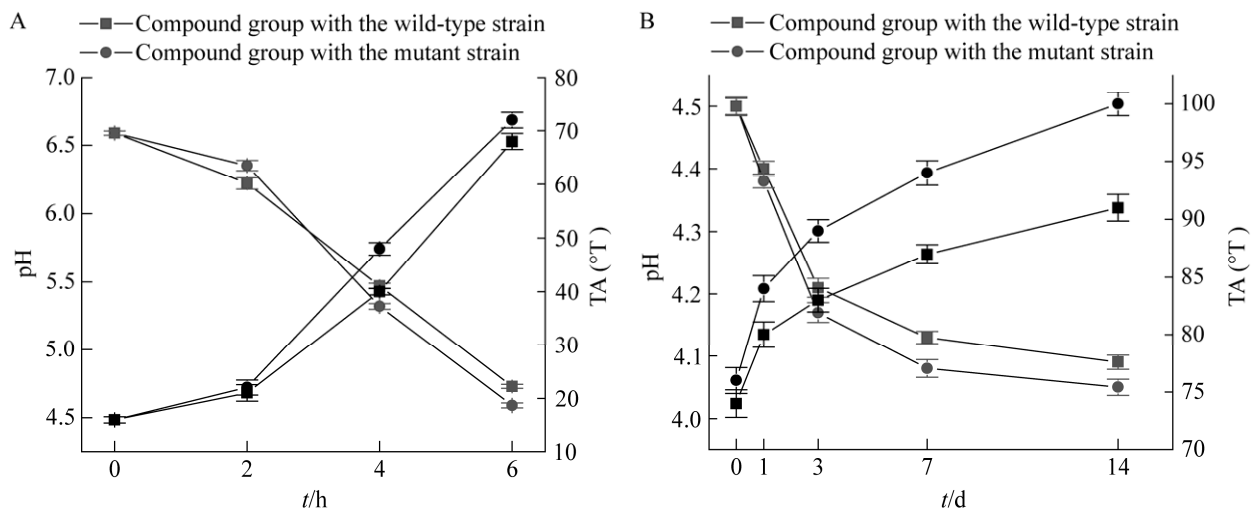 A
Compound group with the wild-type strain
Compound group with the mutant strain
7.0
6.5
6.0
5.5
5.0
4.5
pH
80
70
60
50
40
30
20
10
TA (°T)
0 2 4 6
t/h
B
Compound group with the wild-type strain
Compound group with the mutant strain
4.5
4.4
4.3
4.2
4.1
4.0
pH
100
95
90
85
80
75
70
TA (°T)
0 1 3 7 14
t/d